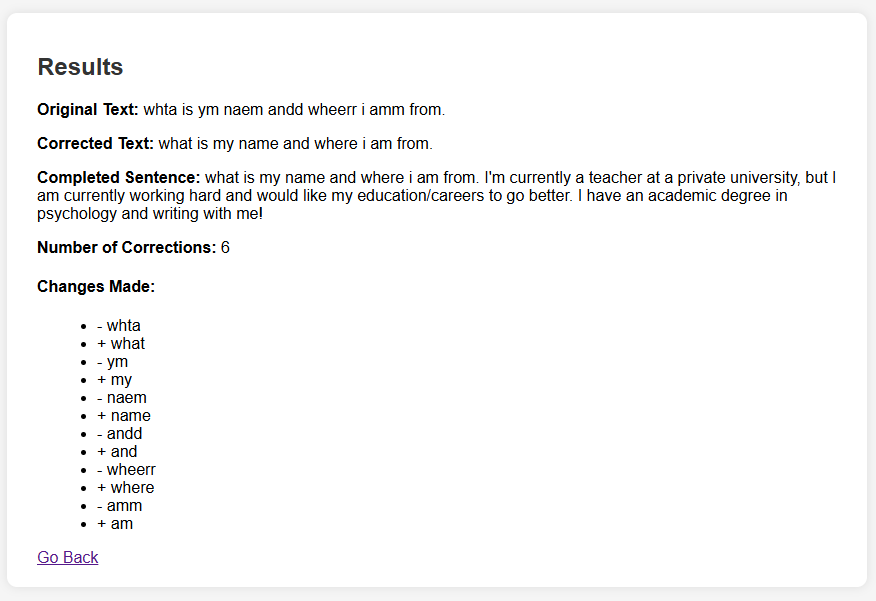 Results
Original Text: whta is ym naem andd wheerr i amm from.
Corrected Text: what is my name and where i am from.
Completed Sentence: what is my name and where i am from. I'm currently a teacher at a private university, but I
am currently working hard and would like my education/careers to go better. I have an academic degree in
psychology and writing with me!
Number of Corrections: 6
Changes Made:
- whta
+ what
- ym
+ my
- naem
+ name
- andd
+ and
- wheerr
+ where
- amm
+ am
Go Back